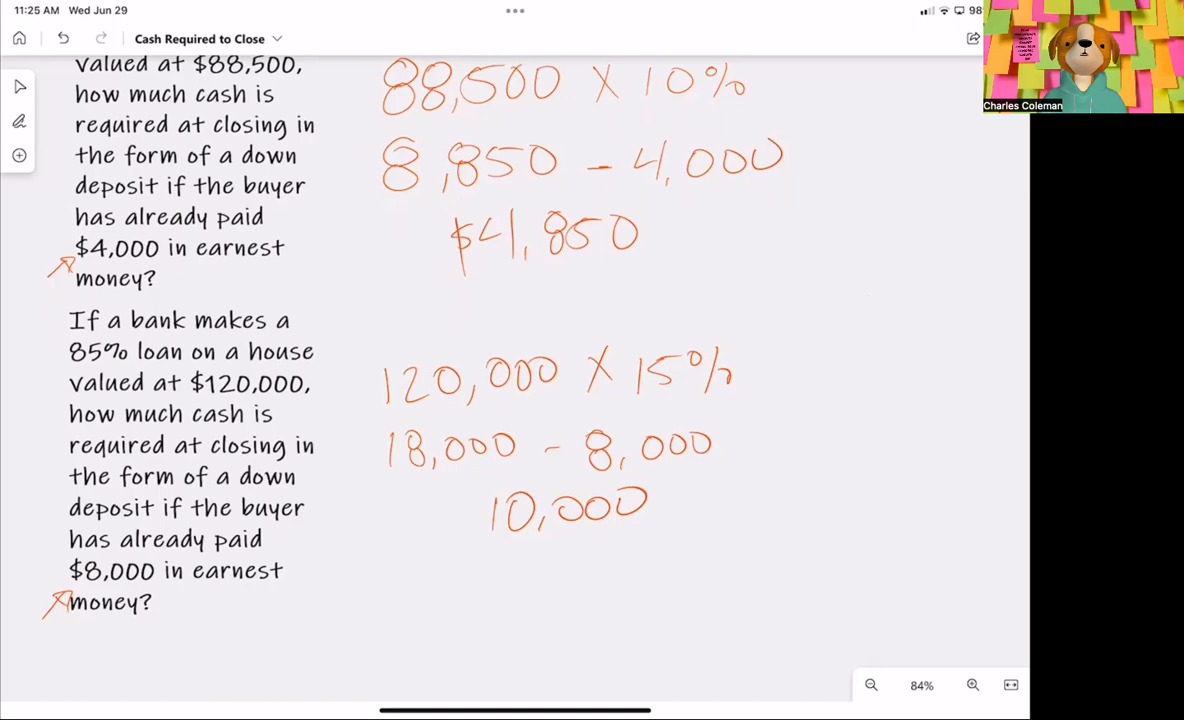 11:25 AM Wed Jun 29
98
Cash Required to Close
Charles Coleman
valued at $88,500,
how much cash is
required at closing in
the form of a down
deposit if the buyer
has already paid
$4,000 in earnest
money?
88,500 X 10%
8,850 - 4,000
$4,850
If a bank makes a
85% loan on a house
valued at $120,000,
how much cash is
required at closing in
the form of a down
deposit if the buyer
has already paid
$8,000 in earnest
money?
120,000 X 15%
18,000 - 8,000
10,000
84%